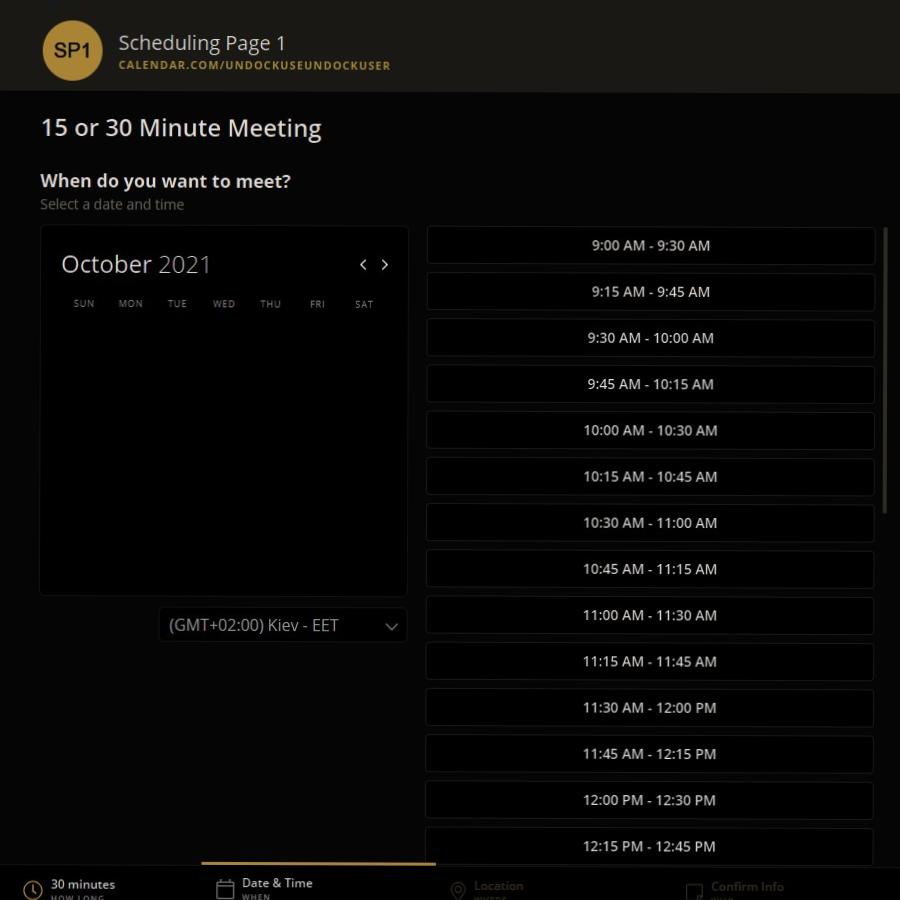 SP1
Scheduling Page 1
CALENDAR.COM/UNDOCKUSEUNDOCKUSER
15 or 30 Minute Meeting
When do you want to meet?
Select a date and time
October 2021
SUN MON TUE WED THU FRI SAT
(GMT+02:00) Kiev - EET
9:00 AM - 9:30 AM
9:15 AM - 9:45 AM
9:30 AM - 10:00 AM
9:45 AM - 10:15 AM
10:00 AM - 10:30 AM
10:15 AM - 10:45 AM
10:30 AM - 11:00 AM
10:45 AM - 11:15 AM
11:00 AM - 11:30 AM
11:15 AM - 11:45 AM
11:30 AM - 12:00 PM
11:45 AM - 12:15 PM
12:00 PM - 12:30 PM
12:15 PM - 12:45 PM
30 minutes
HOW LONG
Date & Time
WHEN
Location
WHERE
Confirm Info